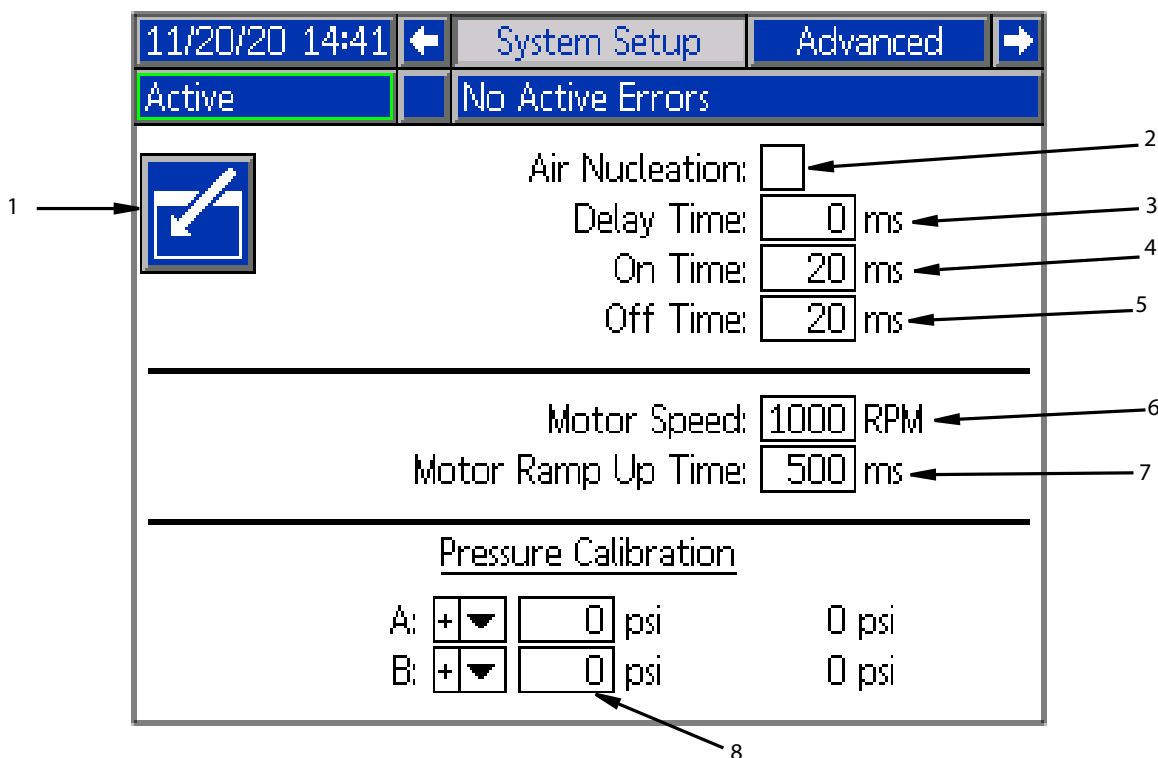 11/20/20 14:41 System Setup Advanced
Active No Active Errors
Air Nucleation: 2
1 Delay Time: 0 ms 3
On Time: 20 ms 4
Off Time: 20 ms 5
Motor Speed: 1000 RPM 6
Motor Ramp Up Time: 500 ms 7
Pressure Calibration
A: + 0 psi 0 psi
B: + 0 psi 0 psi
8